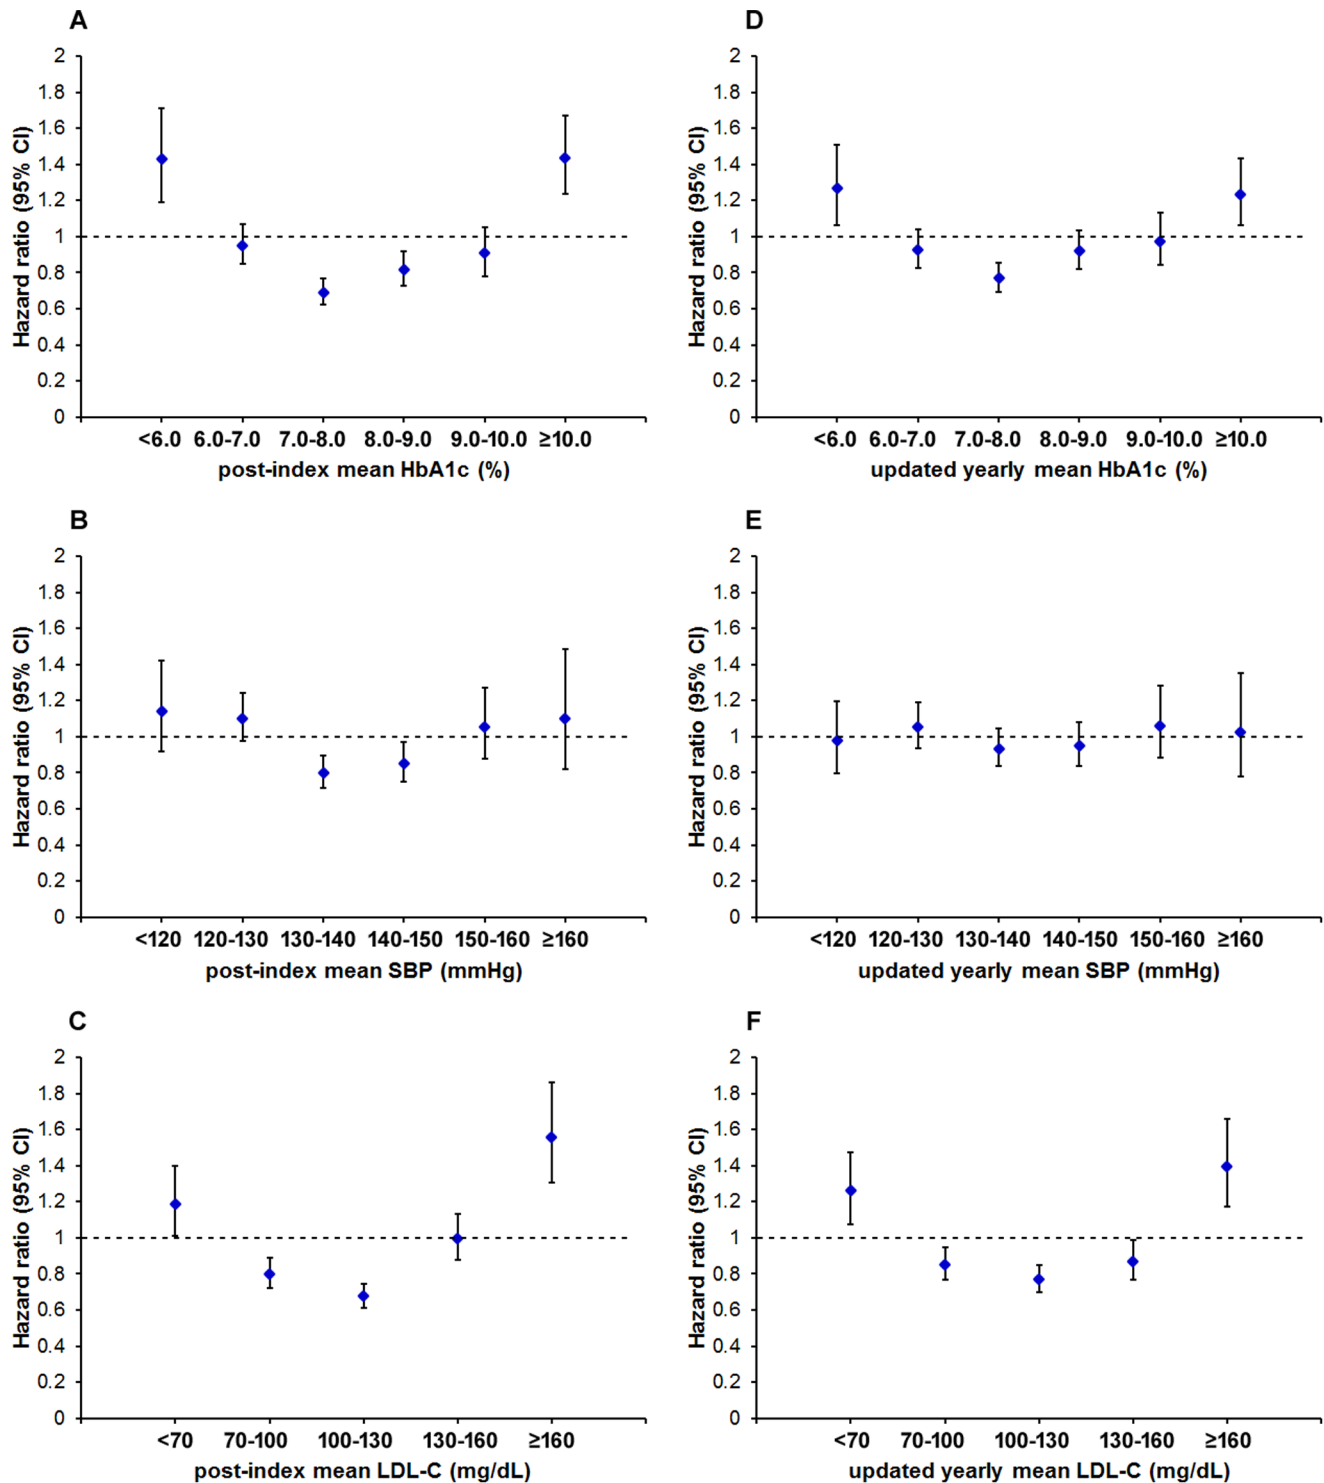 A
Hazard ratio (95% CI)
2
1.8
1.6
1.4
1.2
1
0.8
0.6
0.4
0.2
0
<6.0 6.0-7.0 7.0-8.0 8.0-9.0 9.0-10.0 ≥10.0
post-index mean HbA1c (%)
D
Hazard ratio (95% CI)
2
1.8
1.6
1.4
1.2
1
0.8
0.6
0.4
0.2
0
<6.0 6.0-7.0 7.0-8.0 8.0-9.0 9.0-10.0 ≥10.0
updated yearly mean HbA1c (%)
B
Hazard ratio (95% CI)
2
1.8
1.6
1.4
1.2
1
0.8
0.6
0.4
0.2
0
<120 120-130 130-140 140-150 150-160 ≥160
post-index mean SBP (mmHg)
E
Hazard ratio (95% CI)
2
1.8
1.6
1.4
1.2
1
0.8
0.6
0.4
0.2
0
<120 120-130 130-140 140-150 150-160 ≥160
updated yearly mean SBP (mmHg)
C
Hazard ratio (95% CI)
2
1.8
1.6
1.4
1.2
1
0.8
0.6
0.4
0.2
0
<70 70-100 100-130 130-160 ≥160
post-index mean LDL-C (mg/dL)
F
Hazard ratio (95% CI)
2
1.8
1.6
1.4
1.2
1
0.8
0.6
0.4
0.2
0
<70 70-100 100-130 130-160 ≥160
updated yearly mean LDL-C (mg/dL)